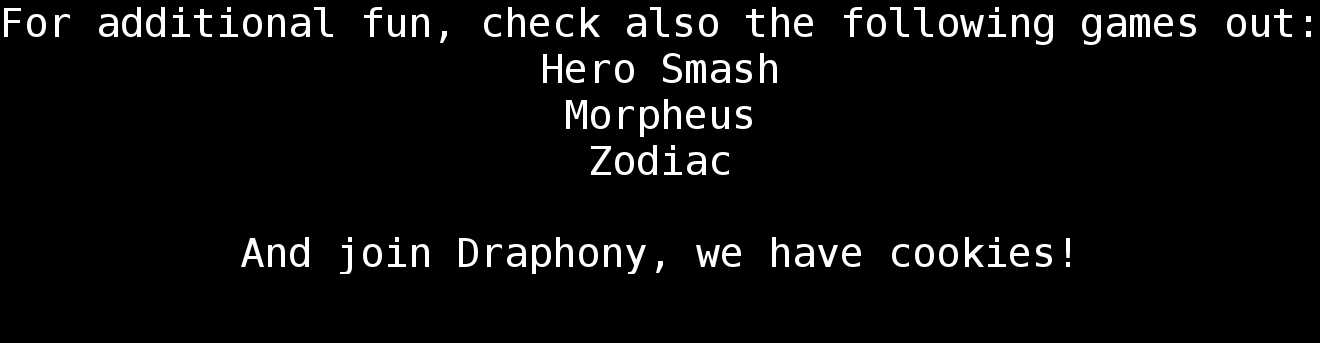 For additional fun, check also the following games out:
Hero Smash
Morpheus
Zodiac
And join Draphony, we have cookies!